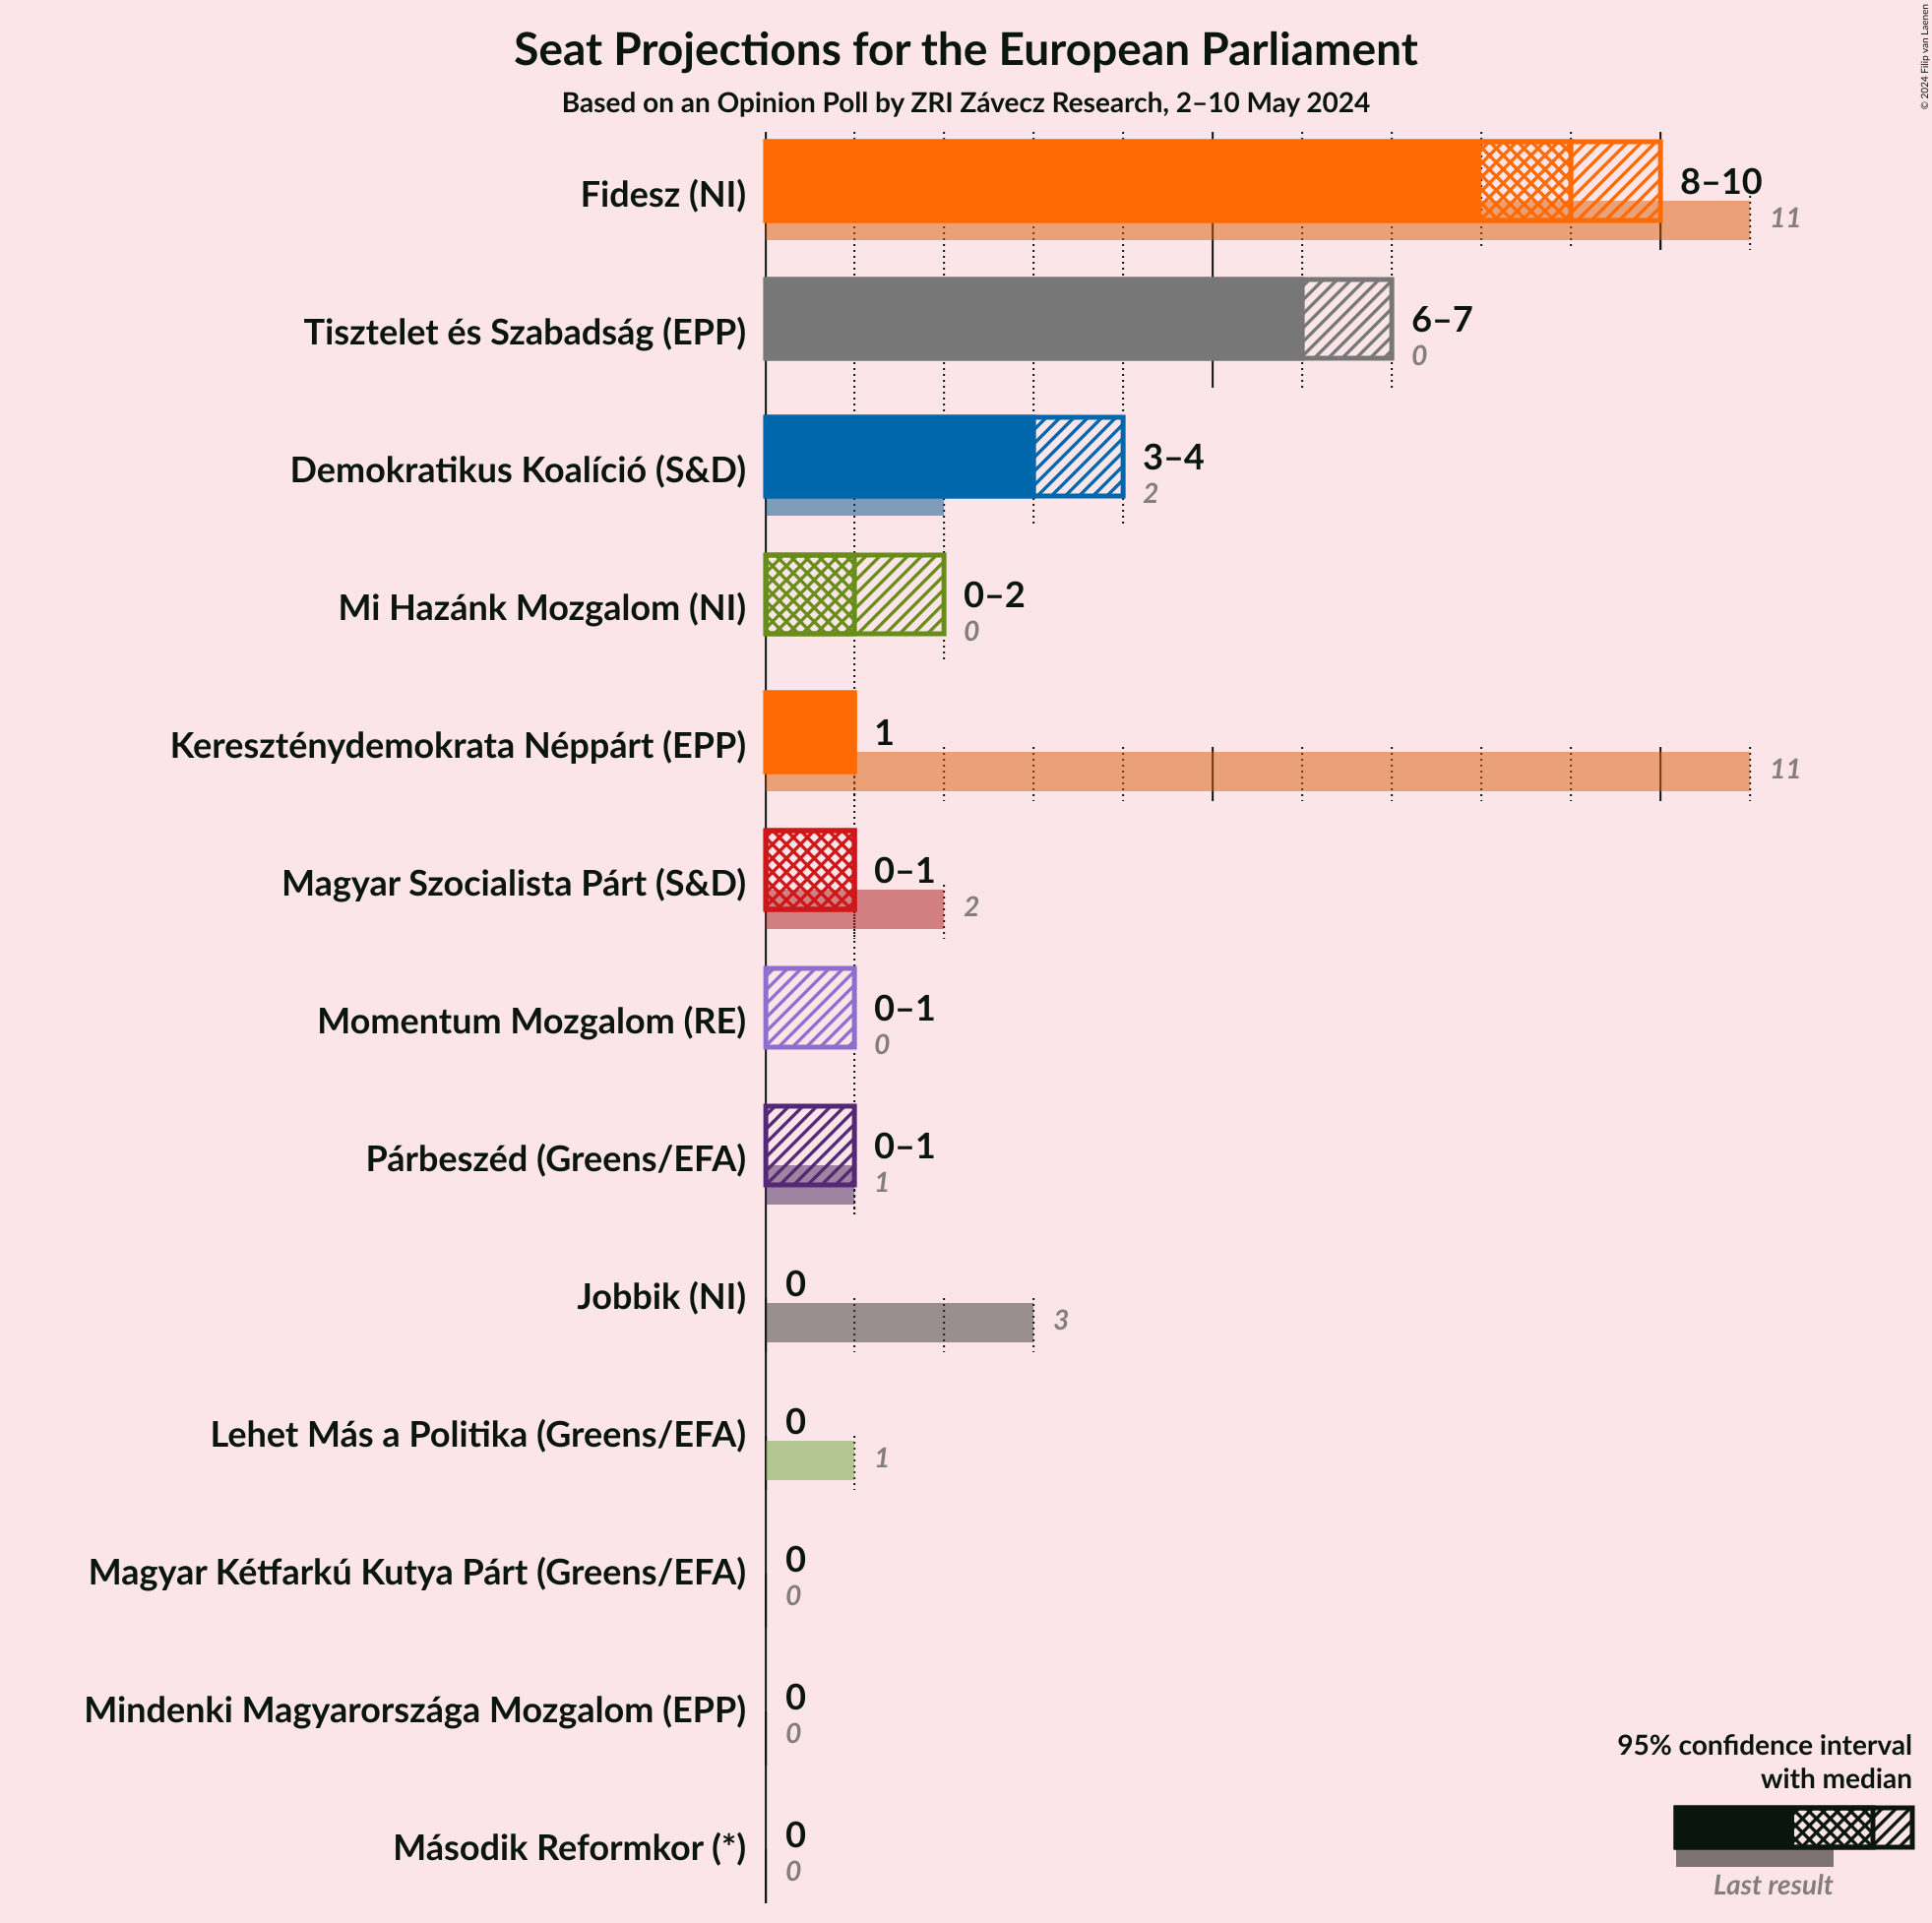 Seat Projections for the European Parliament
Based on an Opinion Poll by ZRI Závecz Research, 2–10 May 2024
© 2024 Filip van Laenen
Fidesz (NI)
8–10
11
Tisztelet és Szabadság (EPP)
6–7
0
Demokratikus Koalíció (S&D)
3–4
2
Mi Hazánk Mozgalom (NI)
0–2
0
Kereszténydemokrata Néppárt (EPP)
1
11
Magyar Szocialista Párt (S&D)
0–1
2
Momentum Mozgalom (RE)
0–1
0
Párbeszéd (Greens/EFA)
0–1
1
Jobbik (NI)
0
3
Lehet Más a Politika (Greens/EFA)
0
1
Magyar Kétfarkú Kutya Párt (Greens/EFA)
0
0
Mindenki Magyarországa Mozgalom (EPP)
0
0
Második Reformkor (*)
0
0
95% confidence interval
with median
Last result